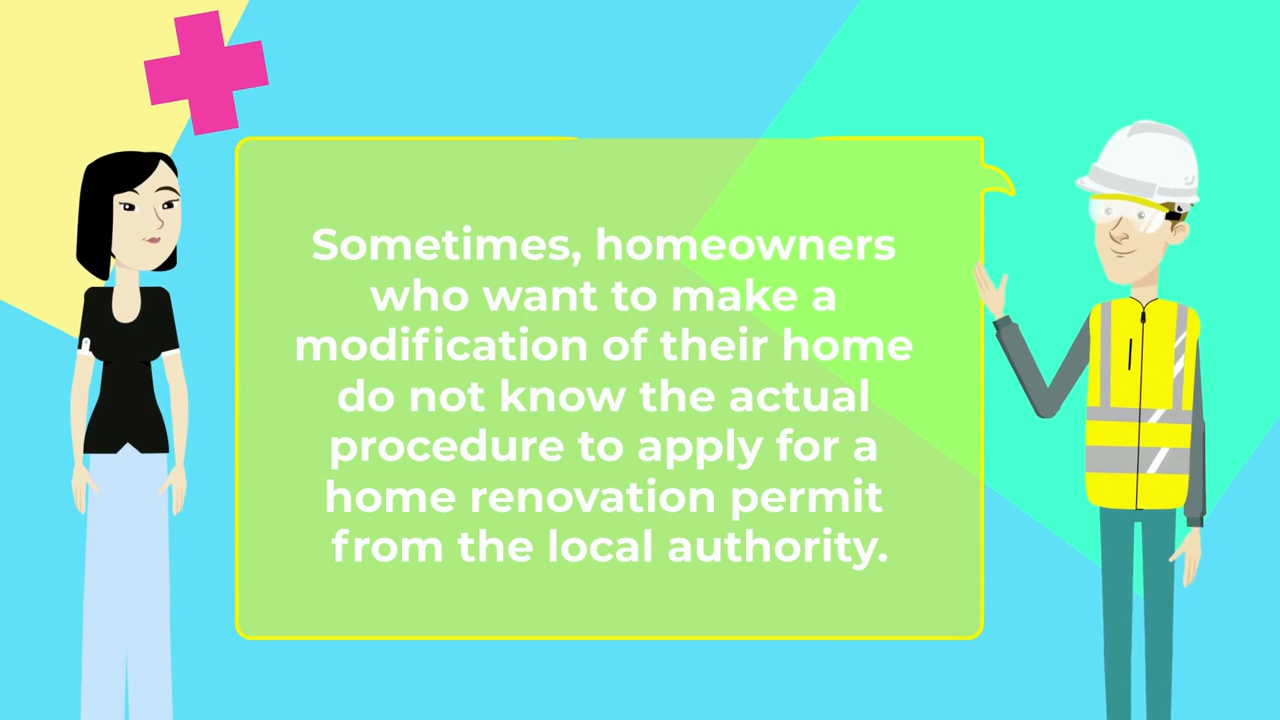 Sometimes, homeowners
who want to make a
modification of their home
do not know the actual
procedure to apply for a
home renovation permit
from the local authority.